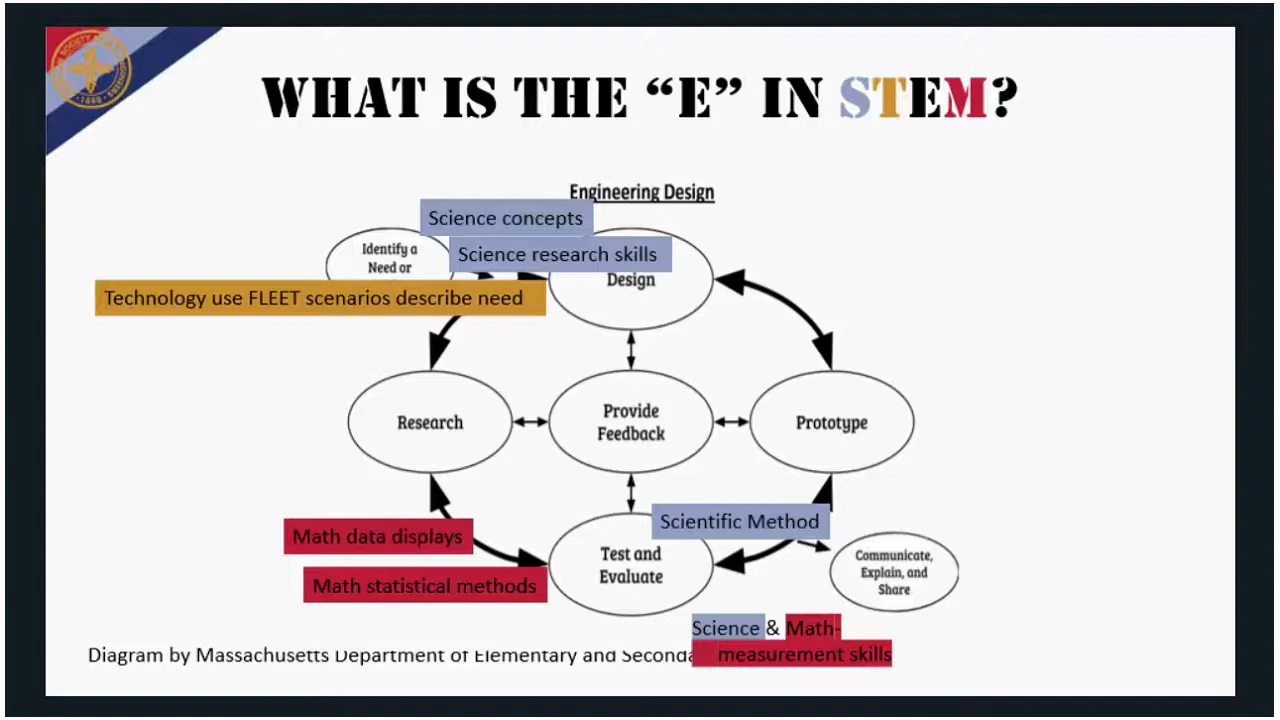 WHAT IS THE “E” IN STEM?
Engineering Design
Science concepts
Identify a
Need or
Science research skills
Design
Technology use FLEET scenarios describe need
Research
Provide
Feedback
Prototype
Scientific Method
Math data displays
Test and
Evaluate
Communicate,
Explain, and
Share
Math statistical methods
Science & Math-
measurement skills
Diagram by Massachusetts Department of Elementary and
SOCIETY
1888